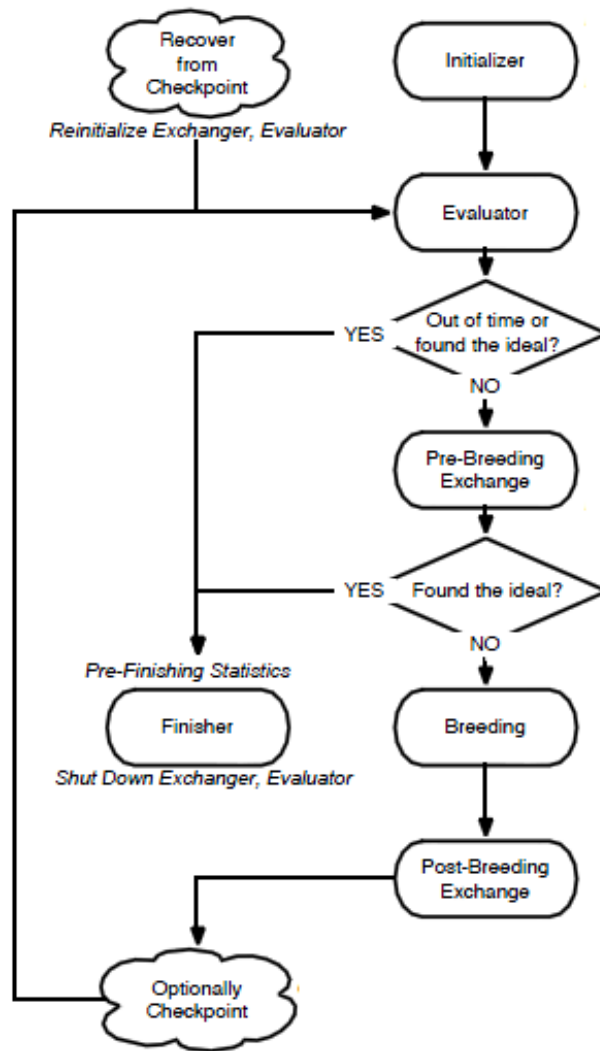 Recover
from
Checkpoint
Initializer
Reinitialize Exchanger, Evaluator
Evaluator
Out of time or
found the ideal?
YES
NO
Pre-Breeding
Exchange
YES
Found the ideal?
NO
Pre-Finishing Statistics
Finisher
Breeding
Shut Down Exchanger, Evaluator
Post-Breeding
Exchange
Optionally
Checkpoint